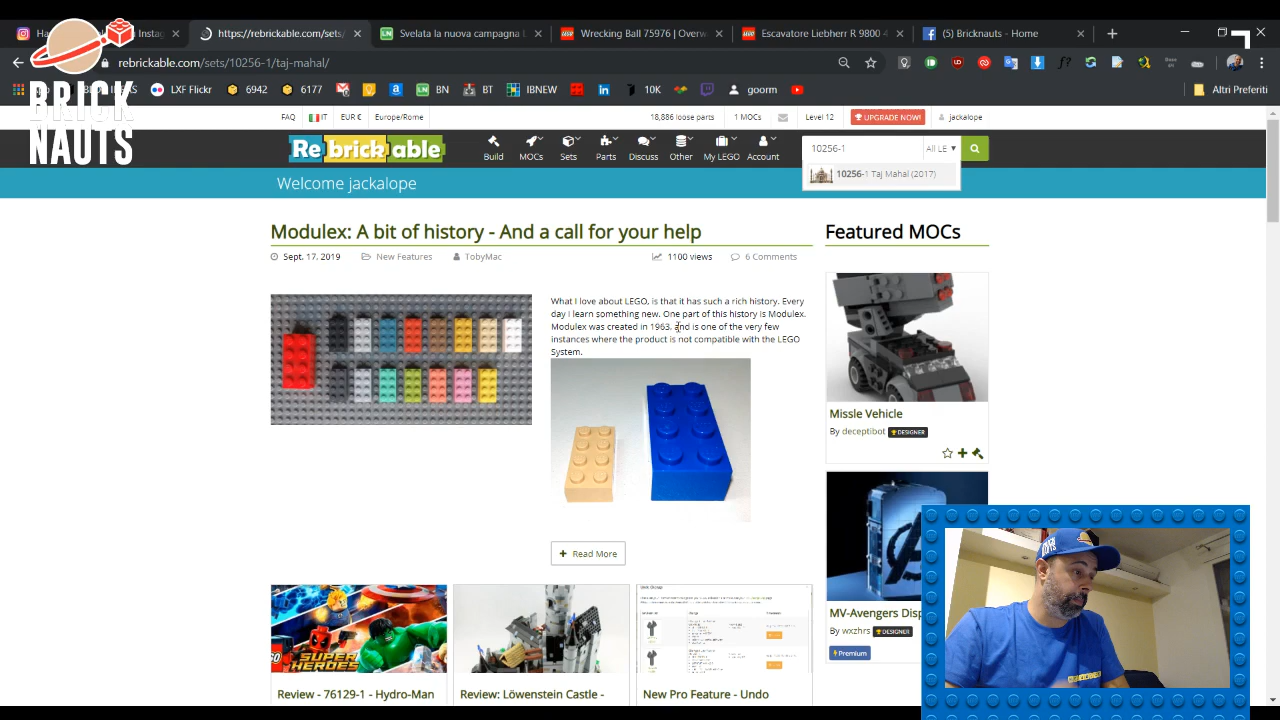 https://rebrickable.com/sets/
Svelata la nuova campagna L
Wrecking Ball 75976 | Overw
Escavatore Liebherr R 9800 4
(5) Bricknauts - Home
rebrickable.com/sets/10256-1/taj-mahal/
LXF Flickr
6942
6177
BN
BT
IBNEW
10K
goorm
Altri Preferiti
BRICK
NAUTS
FAQ
IT
EUR €
Europe/Rome
18,886 loose parts
1 MOCs
Level 12
UPGRADE NOW!
jackalope
Rebrickable
Build
MOCs
Sets
Parts
Discuss
Other
My LEGO
Account
10256-1
All LE
10256-1 Taj Mahal (2017)
Welcome jackalope
Modulex: A bit of history - And a call for your help
Sept. 17, 2019
New Features
TobyMac
1100 views
6 Comments
What I love about LEGO, is that it has such a rich history. Every
day I learn something new. One part of this history is Modulex.
Modulex was created in 1963. and is one of the very few
instances where the product is not compatible with the LEGO
System.
+ Read More
Featured MOCs
Missle Vehicle
By deceptibot DESIGNER
MV-Avengers Disp
By wxzhrs DESIGNER
Premium
SUPER HEROES
Review - 76129-1 - Hydro-Man
Review: Löwenstein Castle -
New Pro Feature - Undo